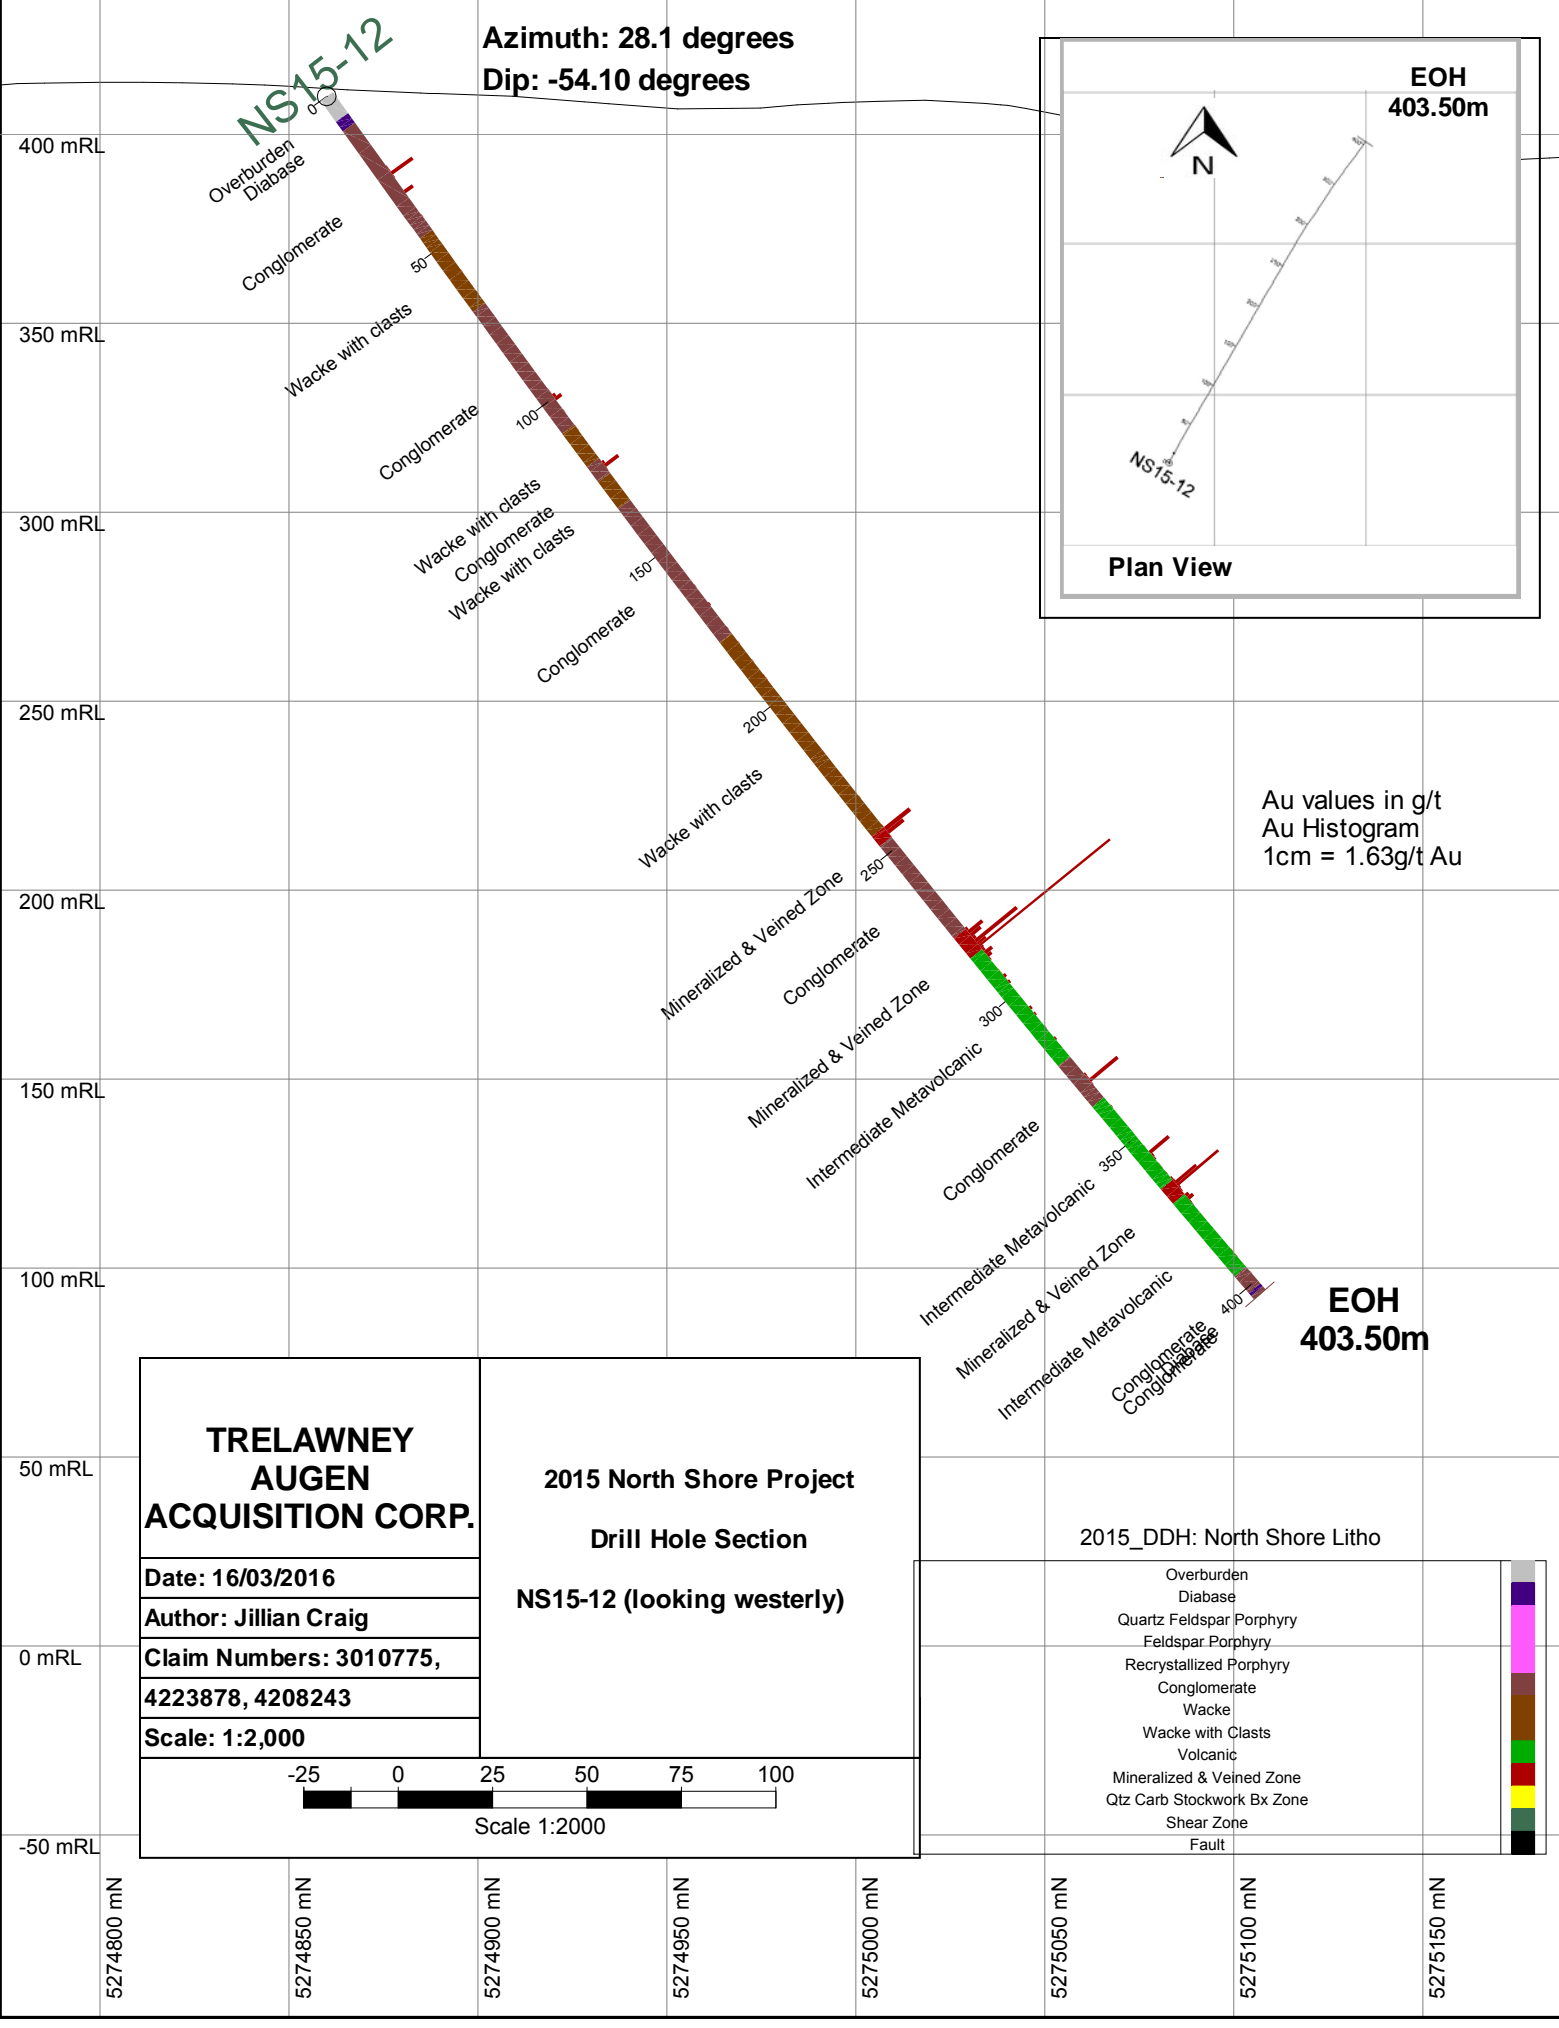 NS15-12
Azimuth: 28.1 degrees
Dip: -54.10 degrees
EOH
403.50m
N
NS15-12
Plan View
400 mRL
350 mRL
300 mRL
250 mRL
200 mRL
150 mRL
100 mRL
50 mRL
0 mRL
-50 mRL
0
50
100
150
200
250
300
350
400
Overburden
Diabase
Conglomerate
Wacke with clasts
Conglomerate
Wacke with clasts
Conglomerate
Wacke with clasts
Conglomerate
Wacke with clasts
Mineralized & Veined Zone
Conglomerate
Mineralized & Veined Zone
Intermediate Metavolcanic
Conglomerate
Intermediate Metavolcanic
Mineralized & Veined Zone
Intermediate Metavolcanic
Conglomerate
Diabase
Conglomerate
Au values in g/t
Au Histogram
1cm = 1.63g/t Au
EOH
403.50m
TRELAWNEY
AUGEN
ACQUISITION CORP.
Date: 16/03/2016
Author: Jillian Craig
Claim Numbers: 3010775,
4223878, 4208243
Scale: 1:2,000
2015 North Shore Project
Drill Hole Section
NS15-12 (looking westerly)
-25 0 25 50 75 100
Scale 1:2000
2015_DDH: North Shore Litho
Overburden
Diabase
Quartz Feldspar Porphyry
Feldspar Porphyry
Recrystallized Porphyry
Conglomerate
Wacke
Wacke with Clasts
Volcanic
Mineralized & Veined Zone
Qtz Carb Stockwork Bx Zone
Shear Zone
Fault
5274800 mN
5274850 mN
5274900 mN
5274950 mN
5275000 mN
5275050 mN
5275100 mN
5275150 mN